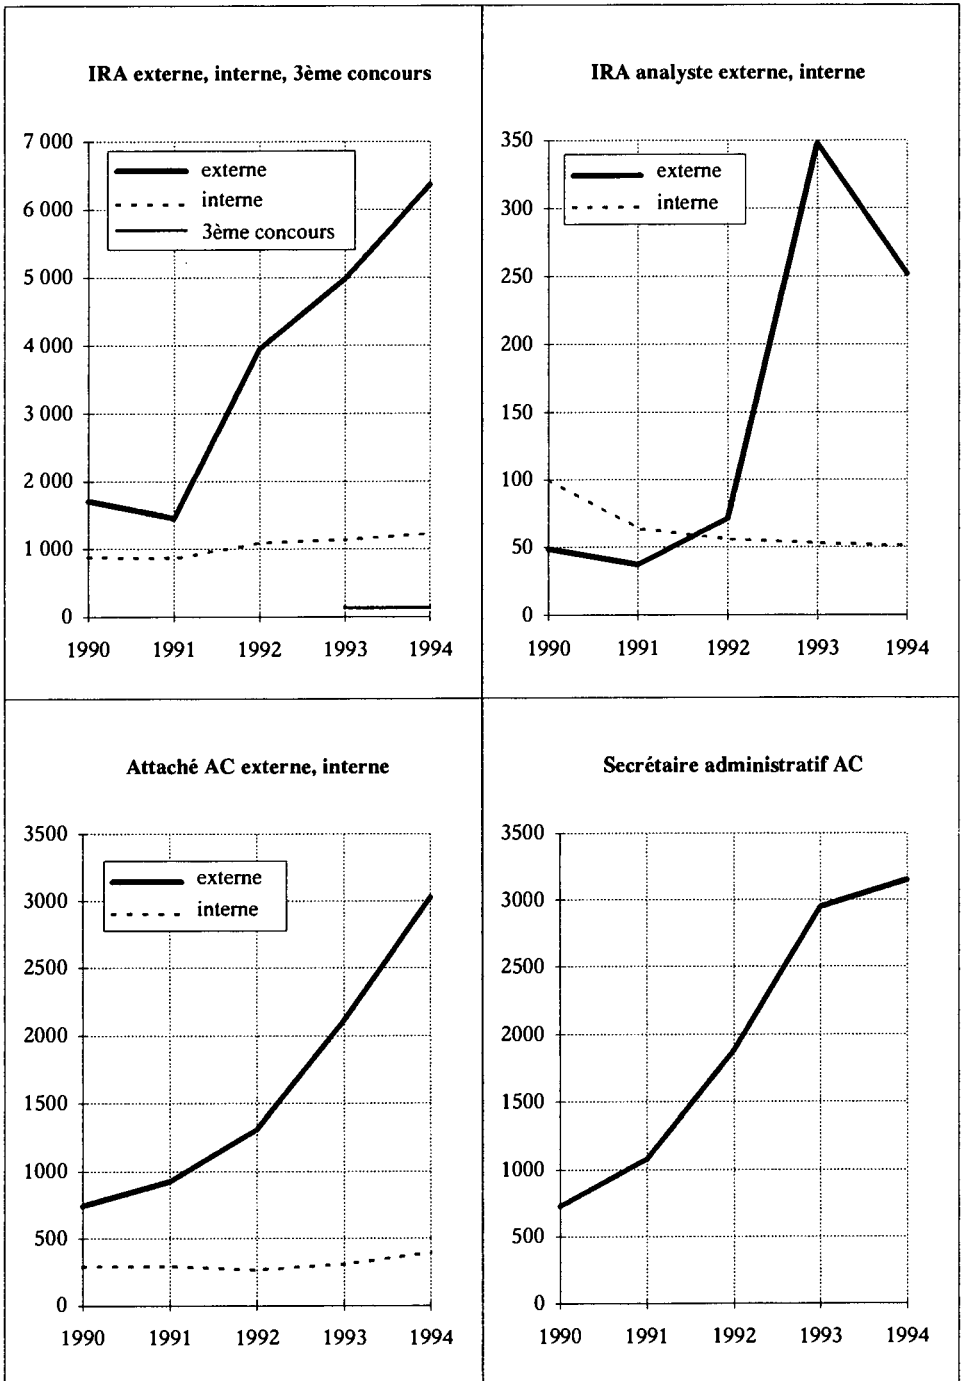 IRA externe, interne, 3ème concours
7 000
6 000
5 000
4 000
3 000
2 000
1 000
0
externe
interne
3ème concours
1990 1991 1992 1993 1994
IRA analyste externe, interne
350
300
250
200
150
100
50
0
externe
interne
1990 1991 1992 1993 1994
Attaché AC externe, interne
3500
3000
2500
2000
1500
1000
500
0
externe
interne
1990 1991 1992 1993 1994
Secrétaire administratif AC
3500
3000
2500
2000
1500
1000
500
0
1990 1991 1992 1993 1994